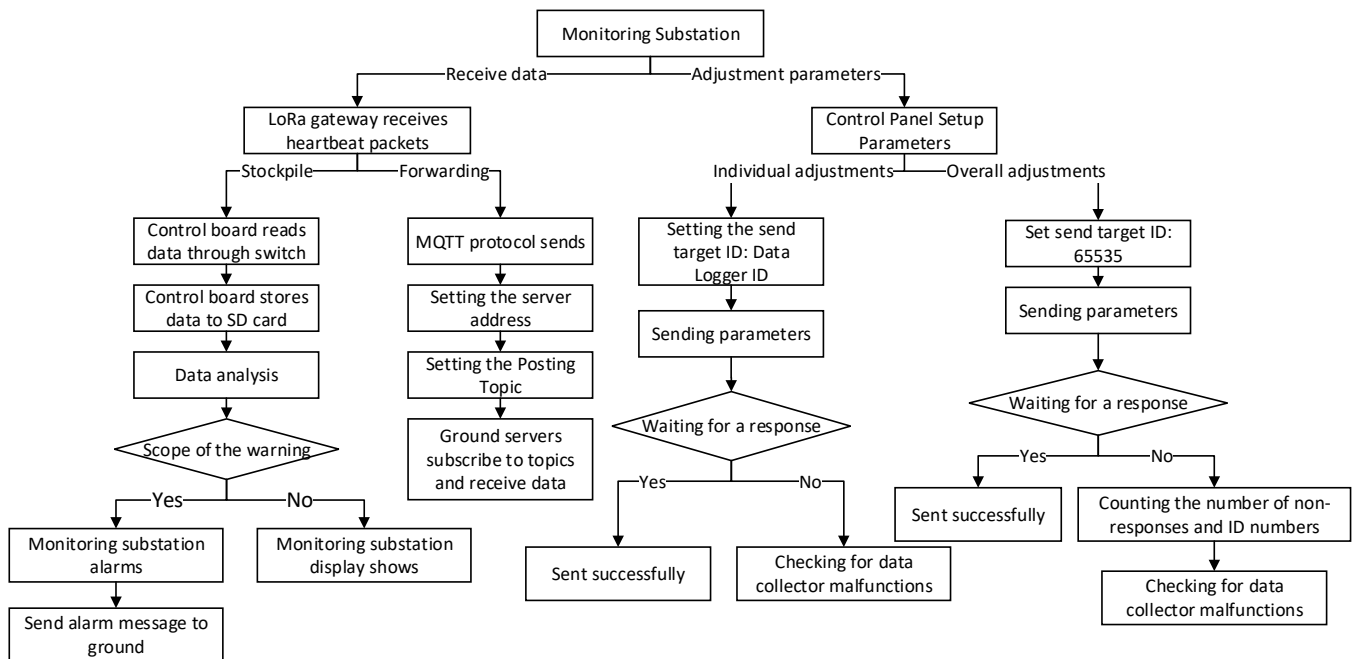 Monitoring Substation
Receive data
Adjustment parameters
LoRa gateway receives
heartbeat packets
Control Panel Setup
Parameters
Stockpile
Forwarding
Individual adjustments
Overall adjustments
Control board reads
data through switch
MQTT protocol sends
Setting the send
target ID: Data
Logger ID
Set send target ID:
65535
Control board stores
data to SD card
Setting the server
address
Sending parameters
Sending parameters
Data analysis
Setting the Posting
Topic
Waiting for a response
Waiting for a response
Scope of the warning
Ground servers
subscribe to topics
and receive data
Yes
No
Yes
No
Yes
No
Monitoring substation
alarms
Monitoring substation
display shows
Sent successfully
Checking for data
collector malfunctions
Sent successfully
Counting the number of non-
responses and ID numbers
Send alarm message to
ground
Checking for data
collector malfunctions